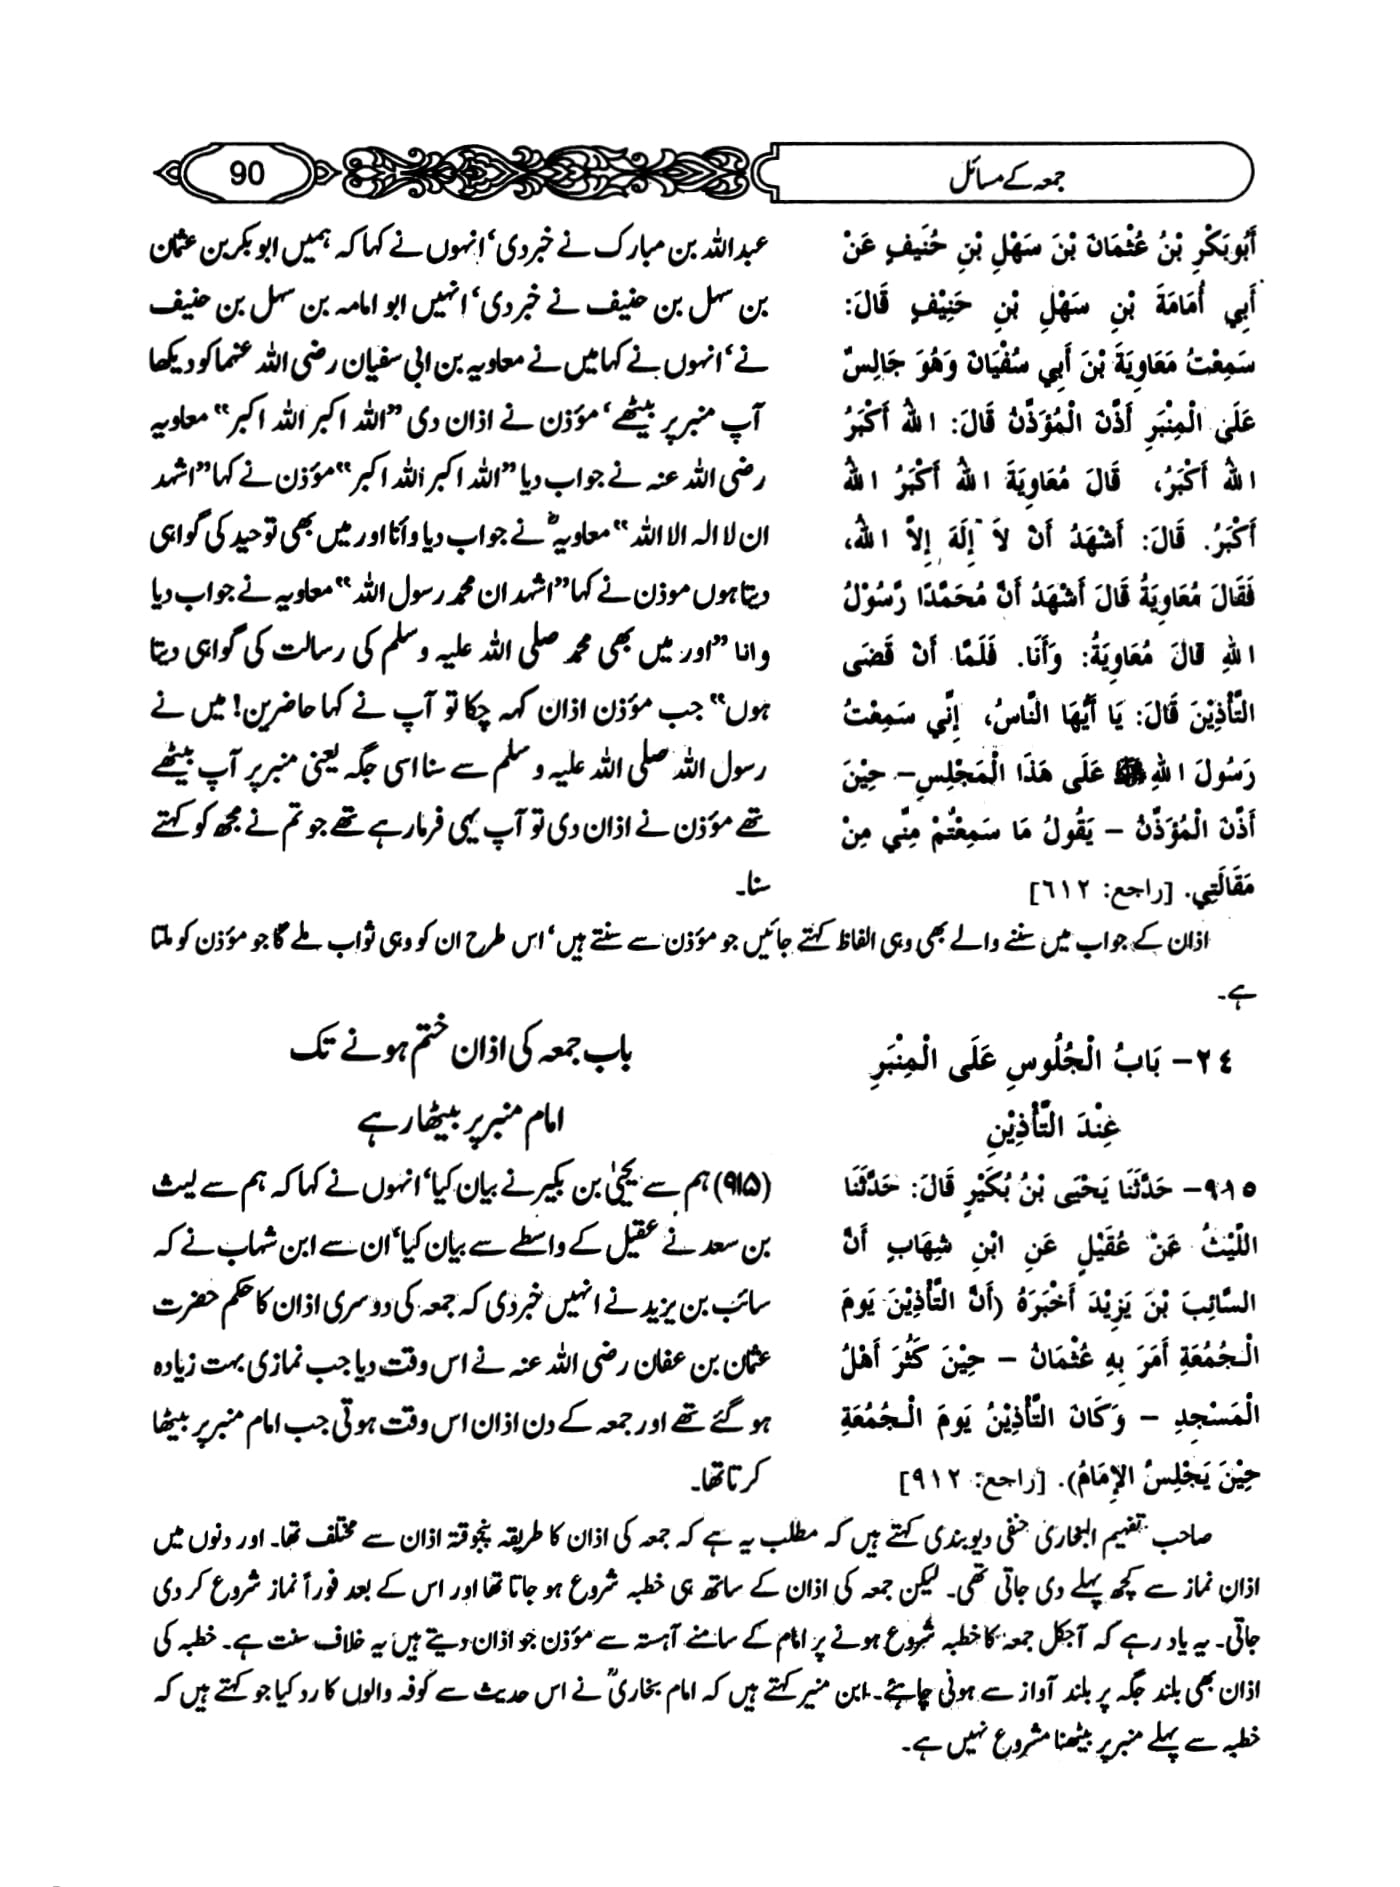 جمعہ کے مسائل
90
أَبُوبَكْرِ بْنُ عُثْمَانَ بْنَ سَهْلِ بْنِ حُنَيفٍ عَنْ
أَبِي أُمَامَةَ بْنِ سَهْلِ بْنِ حَنِيْفٍ قَالَ:
سَمِعْتُ مَعَاوِيَةَ بْنَ أَبِي سُفْيَانَ وَهُوَ جَالِسٌ
عَلَى الْمِنْبَرِ أَذَّنَ الْمُؤَذِّنُ قَالَ: اللهُ أَكْبَرُ
اللهُ أَكْبَرُ، قَالَ مُعَاوِيَةَ اللهُ أَكْبَرُ اللهُ
أَكْبَرُ. قَالَ: أَشْهَدُ أَنْ لاَ إِلَهَ إِلاَّ اللهُ،
فَقَالَ مُعَاوِيَةُ قَالَ أَشْهَدُ أَنَّ مُحَمَّدًا رَّسُوْلُ
اللهِ قَالَ مُعَاوِيَةُ: وَأَنَا. فَلَمَّا أَنْ قَضَى
التَّأْذِيْنَ قَالَ: يَا أَيُّهَا النَّاسُ، إِنِّي سَمِعْتُ
رَسُولَ اللهِ ﷺ عَلَى هَذَا الْمَجْلِسِ– حِيْنَ
أَذَّنَ الْمُؤَذِّنُ – يَقُولُ مَا سَمِعْتُمْ مِنِّي مِنْ
مَقَالَتِي. [راجع: ٦١٢]
عبداللہ بن مبارک نے خبر دی‘ انہوں نے کہا کہ ہمیں ابو بکر بن عثمان
بن سہل بن حنیف نے خبر دی‘ انہیں ابو امامہ بن سہل بن حنیف
نے‘ انہوں نے کہا میں نے معاویہ بن ابی سفیان رضی اللہ عنہما کو دیکھا
آپ منبر پر بیٹھے‘ مؤذن نے اذان دی ”اللہ اکبر اللہ اکبر“ معاویہ
رضی اللہ عنہ نے جواب دیا ”اللہ اکبر اللہ اکبر“ مؤذن نے کہا ”اشہد
ان لا الہ الا اللہ“ معاویہؓ نے جواب دیا وأنا اور میں بھی توحید کی گواہی
دیتا ہوں موذن نے کہا ”اشہد ان محمد رسول اللہ“ معاویہ نے جواب دیا
وانا ”اور میں بھی محمد صلی اللہ علیہ وسلم کی رسالت کی گواہی دیتا
ہوں“ جب مؤذن اذان کہہ چکا تو آپ نے کہا حاضرین! میں نے
رسول اللہ صلی اللہ علیہ وسلم سے سنا اسی جگہ یعنی منبر پر آپ بیٹھے
تھے مؤذن نے اذان دی تو آپ یہی فرما رہے تھے جو تم نے مجھ کو کہتے
سنا۔
اذان کے جواب میں سننے والے بھی وہی الفاظ کہتے جائیں جو مؤذن سے سنتے ہیں‘ اس طرح ان کو وہی ثواب ملے گا جو مؤذن کو ملتا
ہے۔
٢٤– بَابُ الْجُلُوسِ عَلَى الْمِنْبَرِ
عِنْدَ التَّأْذِيْنِ
باب جمعہ کی اذان ختم ہونے تک
امام منبر پر بیٹھا رہے
٩١٥– حَدَّثَنَا يَحْيَى بْنُ بُكَيْرٍ قَالَ: حَدَّثَنَا
اللَّيْثُ عَنْ عُقَيْلٍ عَنِ ابْنِ شِهَابٍ أَنَّ
السَّائِبَ بْنَ يَزِيْدَ أَخْبَرَهُ (أَنَّ التَّأْذِيْنَ يَومَ
الْجُمُعَةِ أَمَرَ بِهِ عُثْمَانُ – حِيْنَ كَثُرَ أَهْلُ
الْمَسْجِدِ – وَكَانَ التَّأْذِيْنُ يَومَ الْجُمُعَةِ
حِيْنَ يَجْلِسُ الإِمَامُ). [راجع: ٩١٢]
(۹۱۵) ہم سے یحییٰ بن بکیر نے بیان کیا‘ انہوں نے کہا کہ ہم سے لیث
بن سعد نے عقیل کے واسطے سے بیان کیا‘ ان سے ابن شہاب نے کہ
سائب بن یزید نے انہیں خبر دی کہ جمعہ کی دوسری اذان کا حکم حضرت
عثمان بن عفان رضی اللہ عنہ نے اس وقت دیا جب نمازی بہت زیادہ
ہو گئے تھے اور جمعہ کے دن اذان اس وقت ہوتی جب امام منبر پر بیٹھا
کرتا تھا۔
صاحب تفہیم البخاری حنفی دیوبندی کہتے ہیں کہ مطلب یہ ہے کہ جمعہ کی اذان کا طریقہ پنجوقتہ اذان سے مختلف تھا۔ اور دنوں میں
اذان نماز سے کچھ پہلے دی جاتی تھی۔ لیکن جمعہ کی اذان کے ساتھ ہی خطبہ شروع ہو جاتا تھا اور اس کے بعد فوراً نماز شروع کر دی
جاتی۔ یہ یاد رہے کہ آجکل جمعہ کا خطبہ شروع ہونے پر امام کے سامنے آہستہ سے مؤذن جو اذان دیتے ہیں یہ خلاف سنت ہے۔ خطبہ کی
اذان بھی بلند جگہ پر بلند آواز سے ہونی چاہئے۔ ابن منیر کہتے ہیں کہ امام بخاریؒ نے اس حدیث سے کوفہ والوں کا رد کیا جو کہتے ہیں کہ
خطبہ سے پہلے منبر پر بیٹھنا مشروع نہیں ہے۔